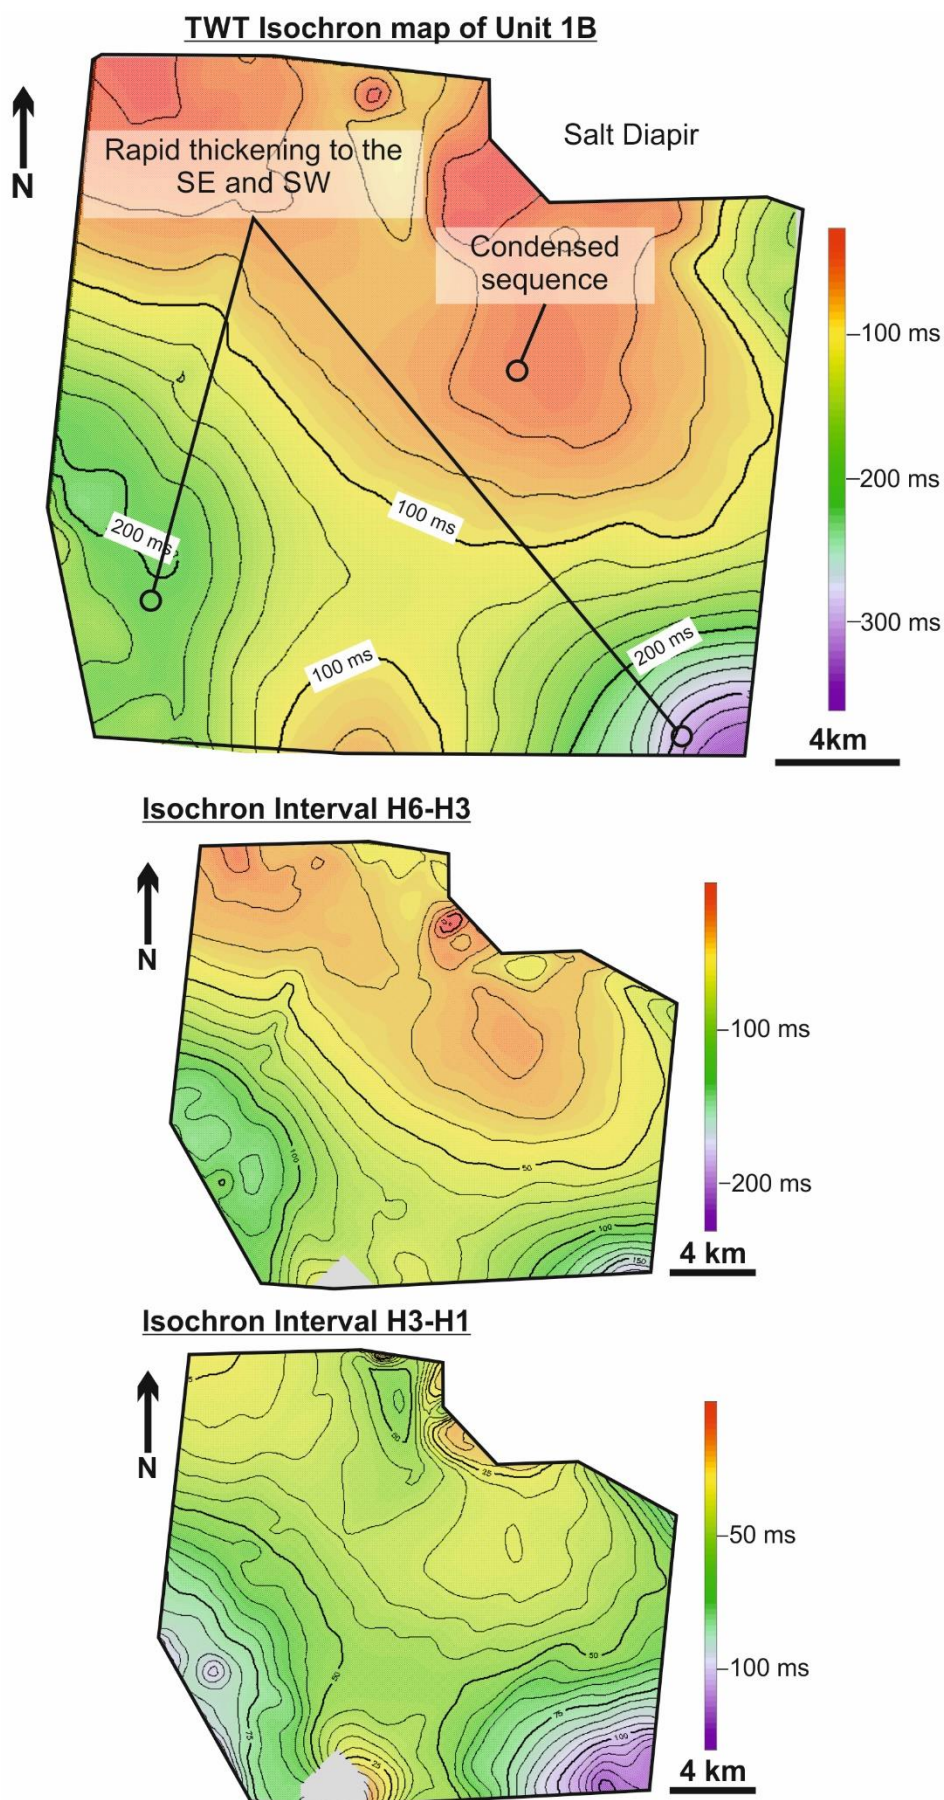 TWT Isochron map of Unit 1B
N
Salt Diapir
Rapid thickening to the
SE and SW
Condensed
sequence
100 ms
200 ms
300 ms
100 ms
200 ms
100 ms
200 ms
4km
Isochron Interval H6-H3
N
100 ms
200 ms
100
50
100
150
4 km
Isochron Interval H3-H1
N
50
25
50 ms
50
50
100 ms
75
75
100
25
4 km